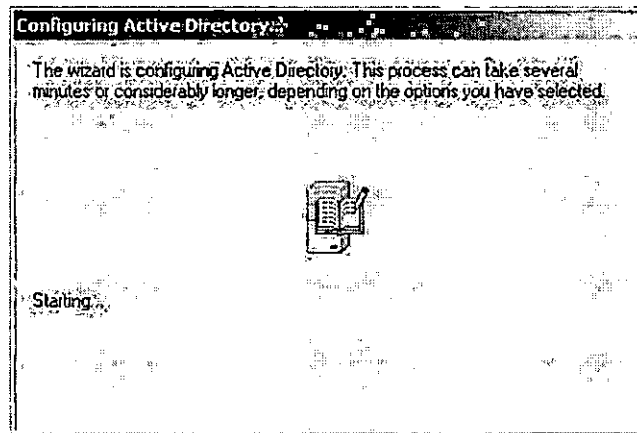 Configuring Active Directory
The wizard is configuring Active Directory. This process can take several
minutes or considerably longer, depending on the options you have selected.
Starting...